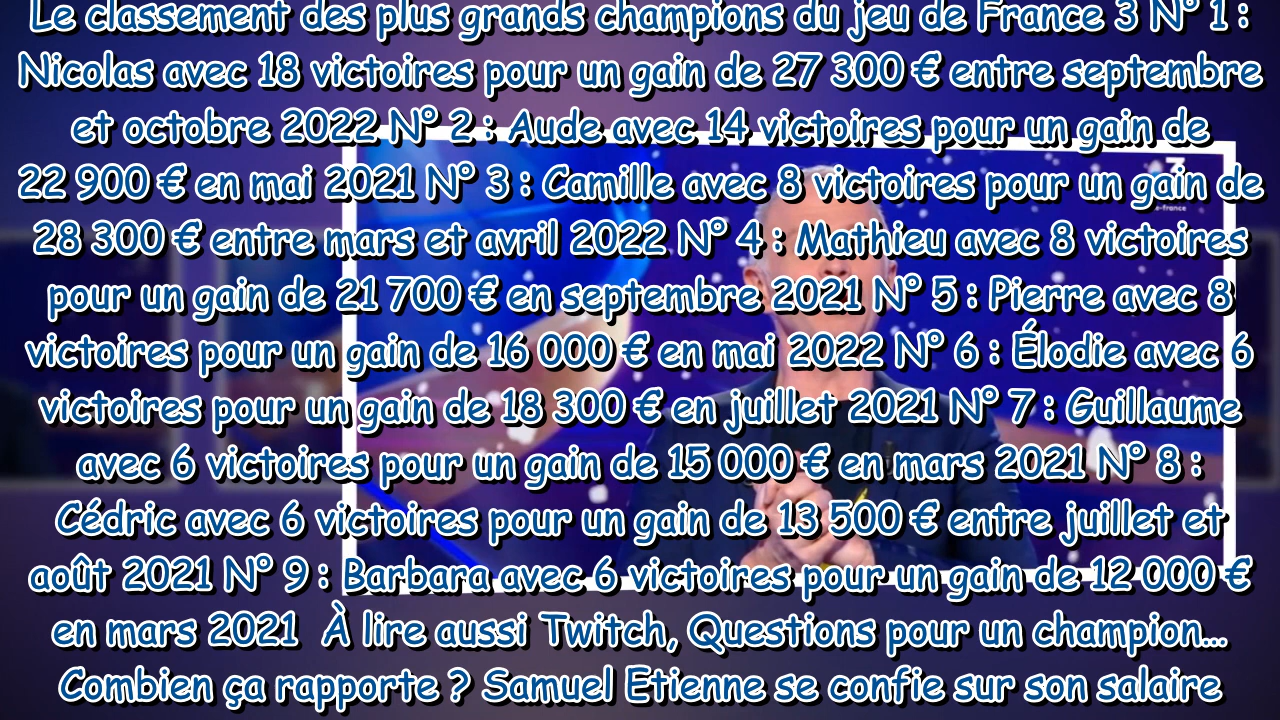 Le classement des plus grands champions du jeu de France 3 N° 1 :
Nicolas avec 18 victoires pour un gain de 27 300 € entre septembre
et octobre 2022 N° 2 : Aude avec 14 victoires pour un gain de
22 900 € en mai 2021 N° 3 : Camille avec 8 victoires pour un gain de
28 300 € entre mars et avril 2022 N° 4 : Mathieu avec 8 victoires
pour un gain de 21 700 € en septembre 2021 N° 5 : Pierre avec 8
victoires pour un gain de 16 000 € en mai 2022 N° 6 : Élodie avec 6
victoires pour un gain de 18 300 € en juillet 2021 N° 7 : Guillaume
avec 6 victoires pour un gain de 15 000 € en mars 2021 N° 8 :
Cédric avec 6 victoires pour un gain de 13 500 € entre juillet et
août 2021 N° 9 : Barbara avec 6 victoires pour un gain de 12 000 €
en mars 2021 À lire aussi Twitch, Questions pour un champion...
Combien ça rapporte ? Samuel Etienne se confie sur son salaire